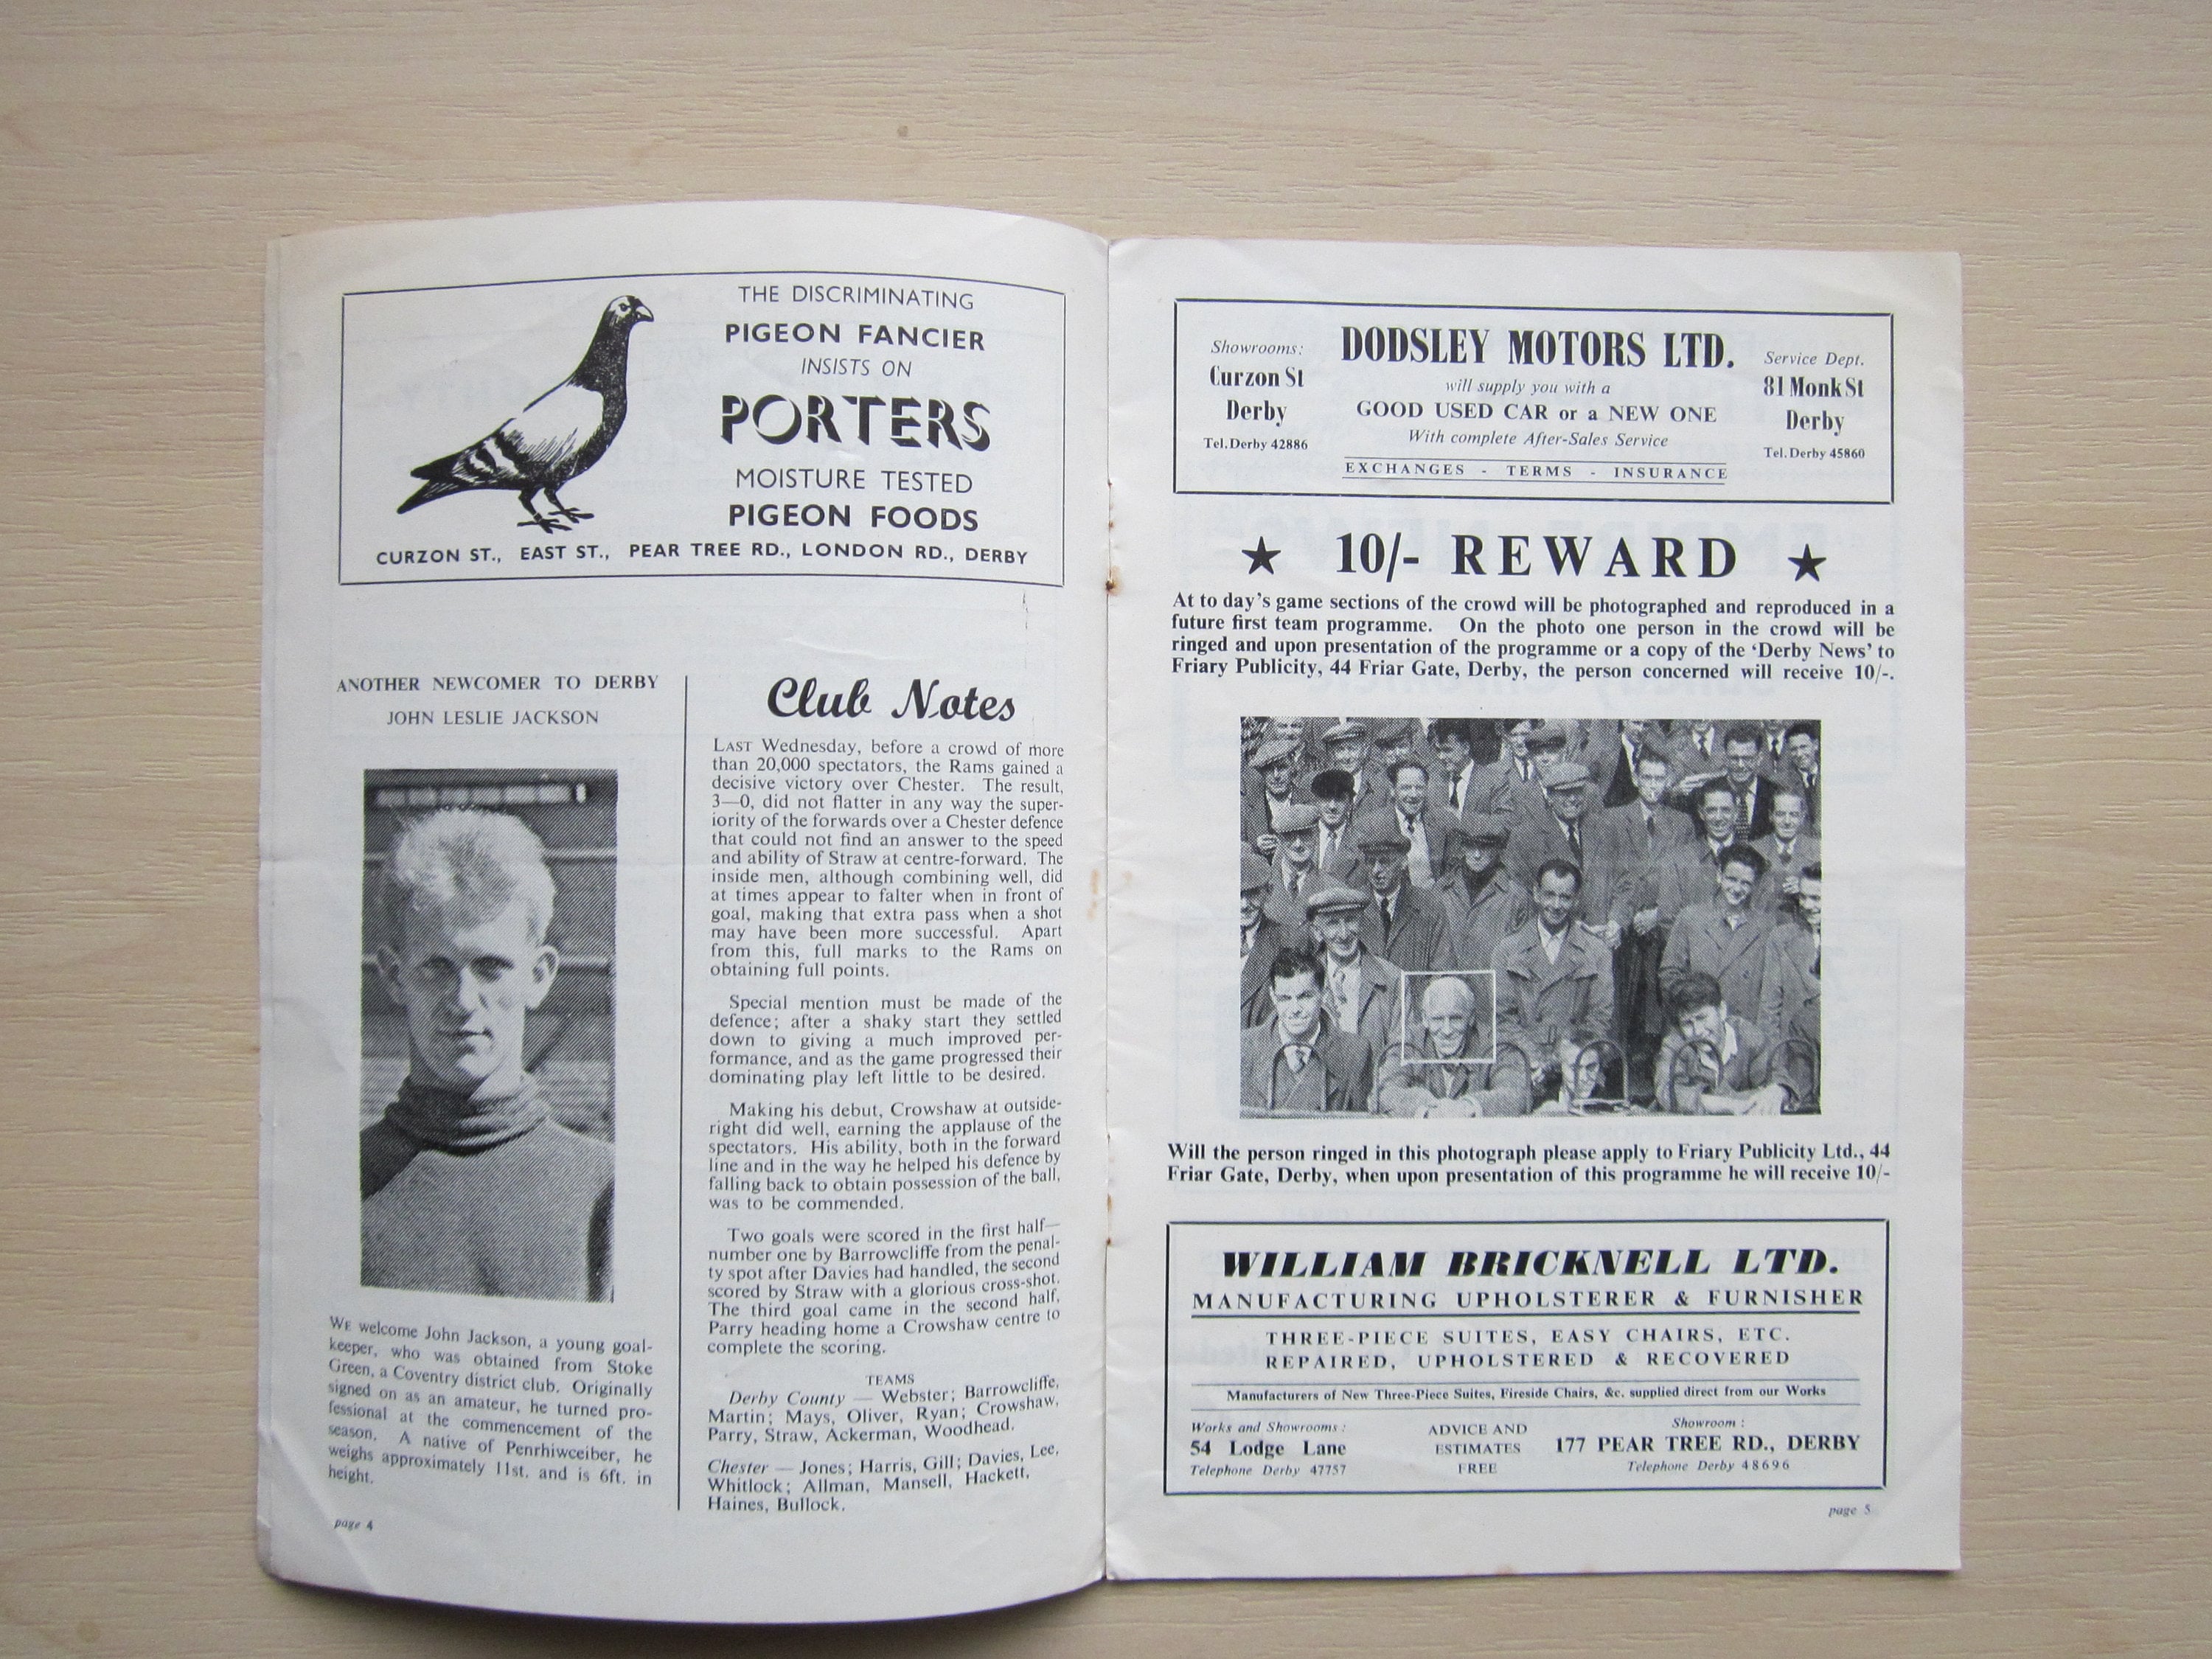 THE DISCRIMINATING
PIGEON FANCIER
INSISTS ON
PORTERS
MOISTURE TESTED
PIGEON FOODS
CURZON ST., EAST ST., PEAR TREE RD., LONDON RD., DERBY
ANOTHER NEWCOMER TO DERBY
JOHN LESLIE JACKSON
WE welcome John Jackson, a young goal-
keeper, who was obtained from Stoke
Green, a Coventry district club. Originally
signed on as an amateur, he turned pro-
fessional at the commencement of the
season. A native of Penrhiwceiber, he
weighs approximately 11st. and is 6ft. in
height.
page 4
Club Notes
LAST Wednesday, before a crowd of more
than 20,000 spectators, the Rams gained a
decisive victory over Chester. The result,
3—0, did not flatter in any way the super-
iority of the forwards over a Chester defence
that could not find an answer to the speed
and ability of Straw at centre-forward. The
inside men, although combining well, did
at times appear to falter when in front of
goal, making that extra pass when a shot
may have been more successful. Apart
from this, full marks to the Rams on
obtaining full points.
Special mention must be made of the
defence; after a shaky start they settled
down to giving a much improved per-
formance, and as the game progressed their
dominating play left little to be desired.
Making his debut, Crowshaw at outside-
right did well, earning the applause of the
spectators. His ability, both in the forward
line and in the way he helped his defence by
falling back to obtain possession of the ball,
was to be commended.
Two goals were scored in the first half—
number one by Barrowcliffe from the penal-
ty spot after Davies had handled, the second
scored by Straw with a glorious cross-shot.
The third goal came in the second half,
Parry heading home a Crowshaw centre to
complete the scoring.
TEAMS
Derby County — Webster; Barrowcliffe,
Martin; Mays, Oliver, Ryan; Crowshaw,
Parry, Straw, Ackerman, Woodhead.
Chester — Jones; Harris, Gill; Davies, Lee,
Whitlock; Allman, Mansell, Hackett,
Haines, Bullock.
Showrooms:
Curzon St
Derby
Tel. Derby 42886
DODSLEY MOTORS LTD.
will supply you with a
GOOD USED CAR or a NEW ONE
With complete After-Sales Service
EXCHANGES - TERMS - INSURANCE
Service Dept.
81 Monk St
Derby
Tel. Derby 45860
★ 10/- REWARD ★
At to day's game sections of the crowd will be photographed and reproduced in a
future first team programme. On the photo one person in the crowd will be
ringed and upon presentation of the programme or a copy of the 'Derby News' to
Friary Publicity, 44 Friar Gate, Derby, the person concerned will receive 10/-.
Will the person ringed in this photograph please apply to Friary Publicity Ltd., 44
Friar Gate, Derby, when upon presentation of this programme he will receive 10/-
WILLIAM BRICKNELL LTD.
MANUFACTURING UPHOLSTERER & FURNISHER
THREE-PIECE SUITES, EASY CHAIRS, ETC.
REPAIRED, UPHOLSTERED & RECOVERED
Manufacturers of New Three-Piece Suites, Fireside Chairs, &c. supplied direct from our Works
Works and Showrooms:
54 Lodge Lane
Telephone Derby 47757
ADVICE AND
ESTIMATES
FREE
Showroom:
177 PEAR TREE RD., DERBY
Telephone Derby 48696
page 5